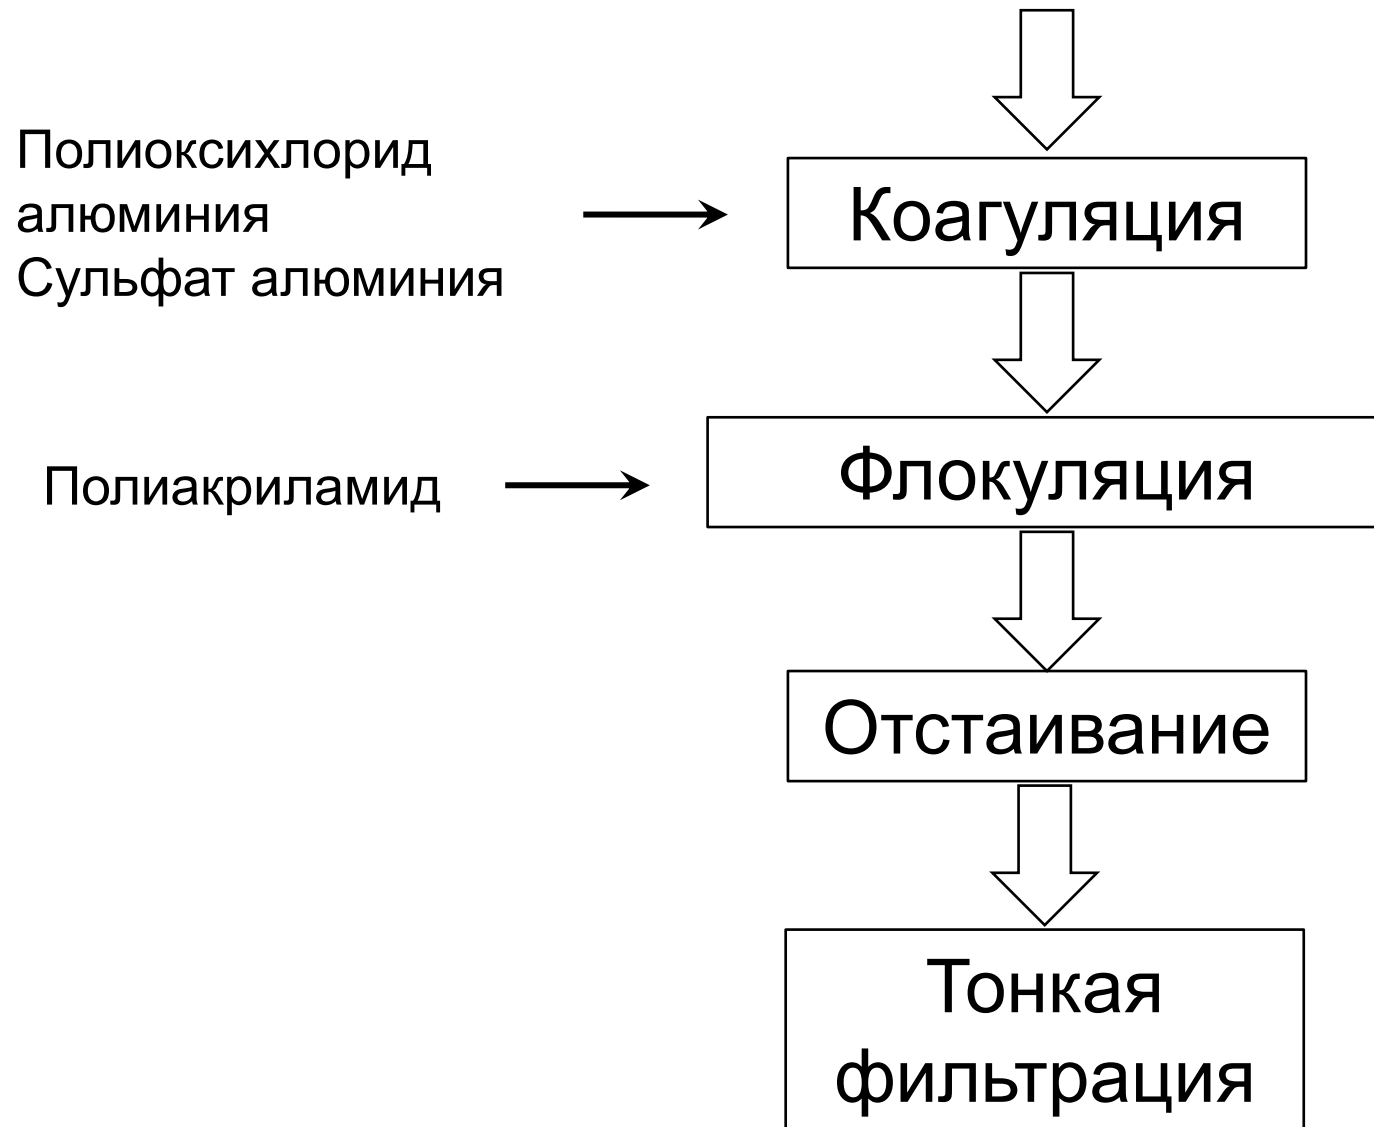 Полиоксихлорид
алюминия
Сульфат алюминия
Коагуляция
Полиакриламид
Флокуляция
Отстаивание
Тонкая
фильтрация